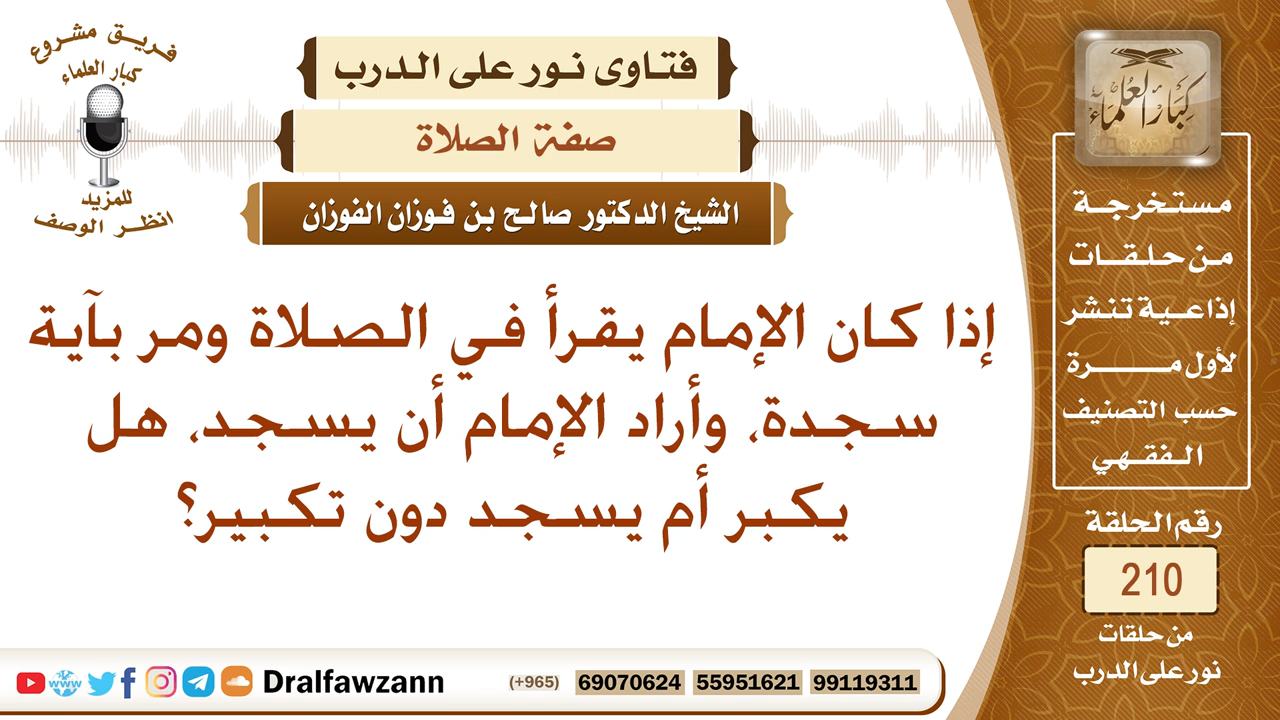 فريق مشروع
كبار العلماء
للمزيد
انظر الوصف
فتاوى نور على الدرب
صفة الصلاة
الشيخ الدكتور صالح بن فوزان الفوزان
إذا كان الإمام يقرأ في الصلاة ومر بآية
سجدة، وأراد الإمام أن يسجد، هل
يكبر أم يسجد دون تكبير؟
كبار العلماء
مستخرجة
من حلقات
إذاعية تنشر
لأول مرة
حسب التصنيف
الفقهي
رقم الحلقة
210
من حلقات
نور على الدرب
www Dralfawzann (+965) 69070624 55951621 99119311